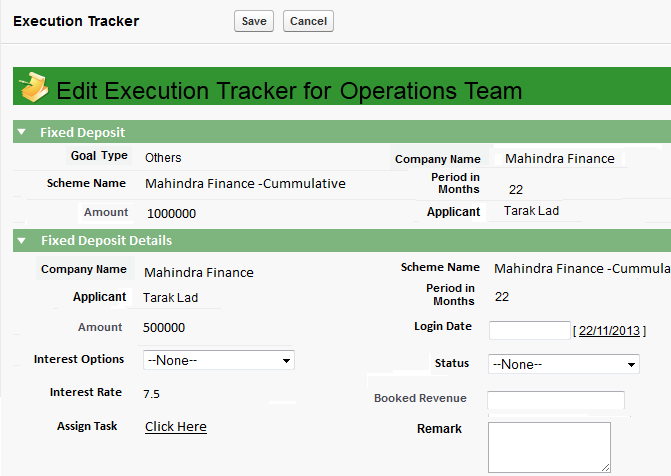 Execution Tracker Save Cancel
Edit Execution Tracker for Operations Team
Fixed Deposit
Goal Type Others Company Name Mahindra Finance
Scheme Name Mahindra Finance -Cummulative Period in Months 22
Amount 1000000 Applicant Tarak Lad
Fixed Deposit Details
Company Name Mahindra Finance Scheme Name Mahindra Finance -Cummula
Applicant Tarak Lad Period in Months 22
Amount 500000 Login Date [ 22/11/2013 ]
Interest Options --None-- Status --None--
Interest Rate 7.5 Booked Revenue
Assign Task Click Here Remark